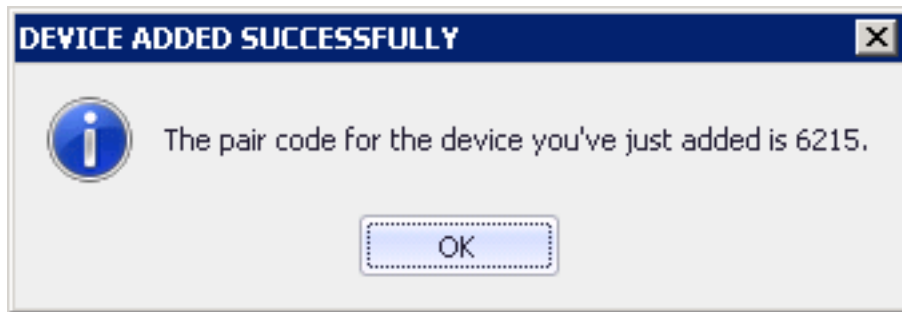 DEVICE ADDED SUCCESSFULLY
The pair code for the device you've just added is 6215.
OK